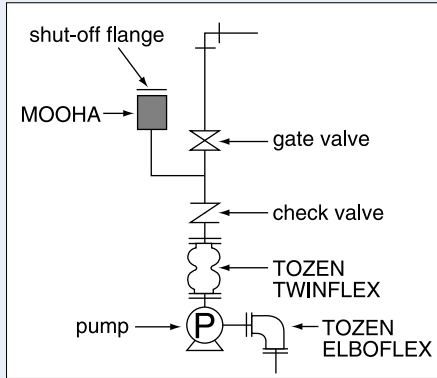 shut-off flange
MOOHA
gate valve
check valve
TOZEN
TWINFLEX
pump
P
TOZEN
ELBOFLEX